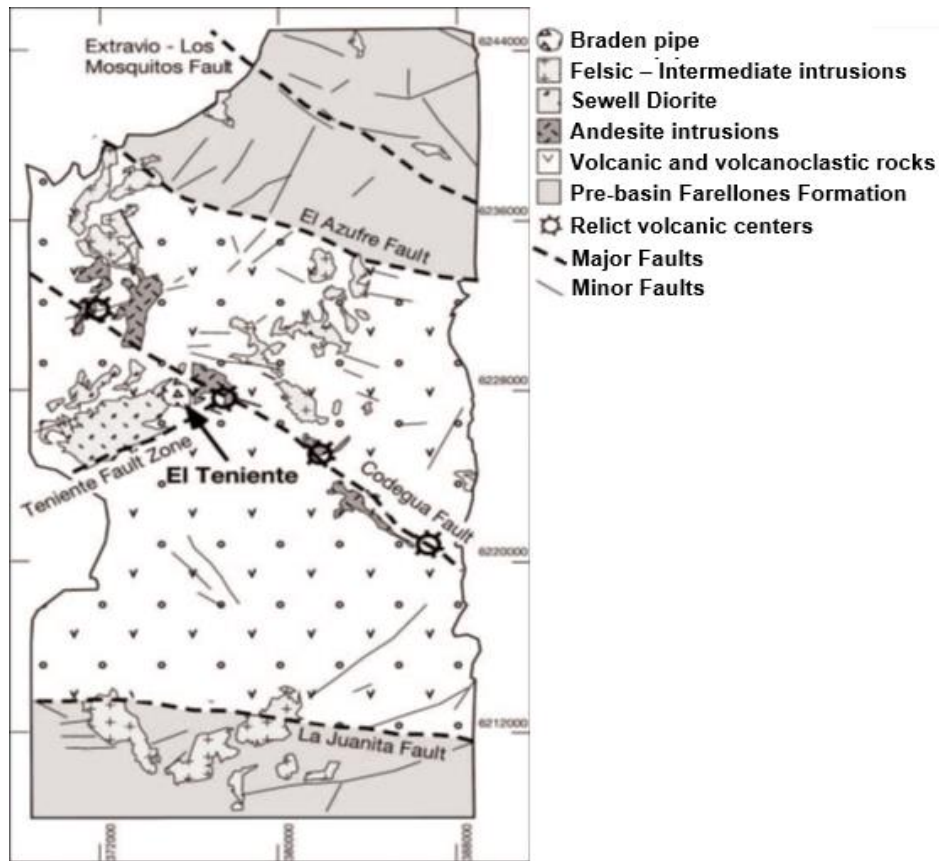 Extravio - Los
Mosquitos Fault
6244000
6236000
El Azufre Fault
6228000
Teniente Fault Zone
El Teniente
Codegua Fault
6220000
6212000
La Juanita Fault
372000
380000
388000
Braden pipe
Felsic – Intermediate intrusions
Sewell Diorite
Andesite intrusions
Volcanic and volcanoclastic rocks
Pre-basin Farellones Formation
Relict volcanic centers
Major Faults
Minor Faults